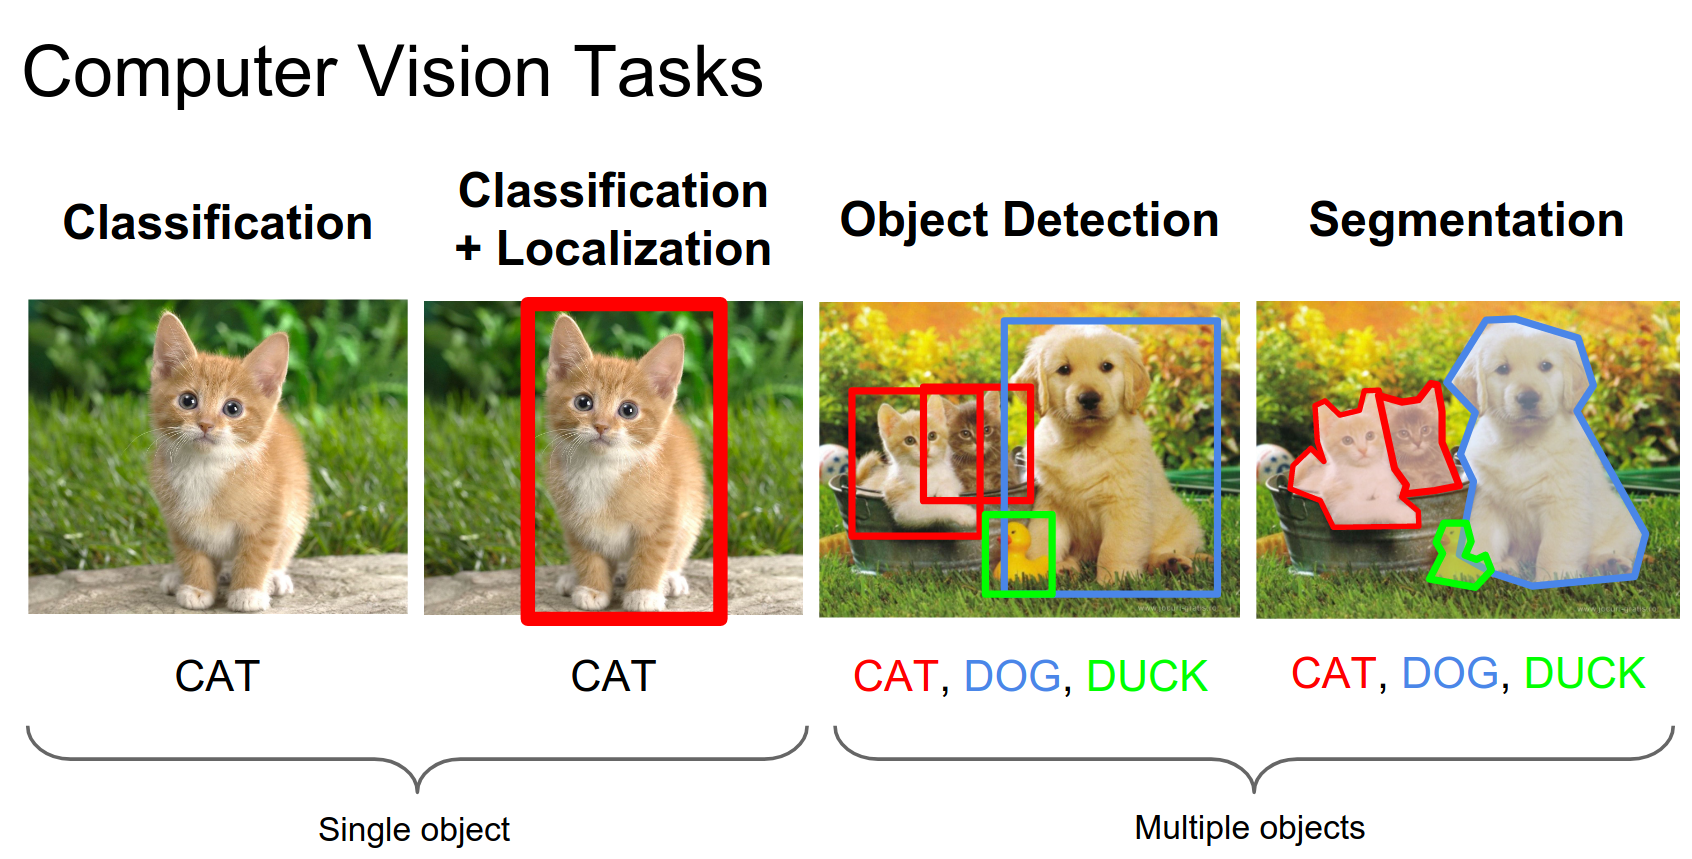 Computer Vision Tasks
Classification
Classification
+ Localization
Object Detection
Segmentation
CAT
CAT
CAT, DOG, DUCK
CAT, DOG, DUCK
Single object
Multiple objects